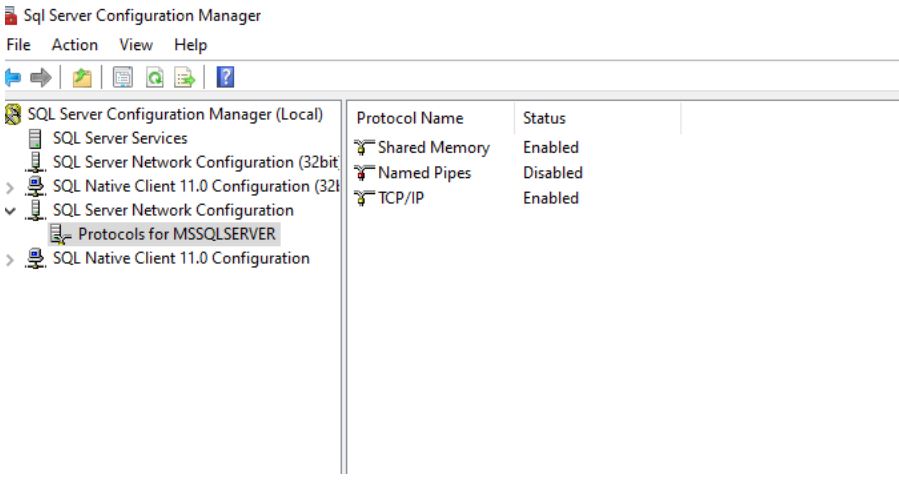 Sql Server Configuration Manager
File Action View Help
SQL Server Configuration Manager (Local)
SQL Server Services
SQL Server Network Configuration (32bit
SQL Native Client 11.0 Configuration (32b
SQL Server Network Configuration
Protocols for MSSQLSERVER
SQL Native Client 11.0 Configuration
Protocol Name Status
Shared Memory Enabled
Named Pipes Disabled
TCP/IP Enabled